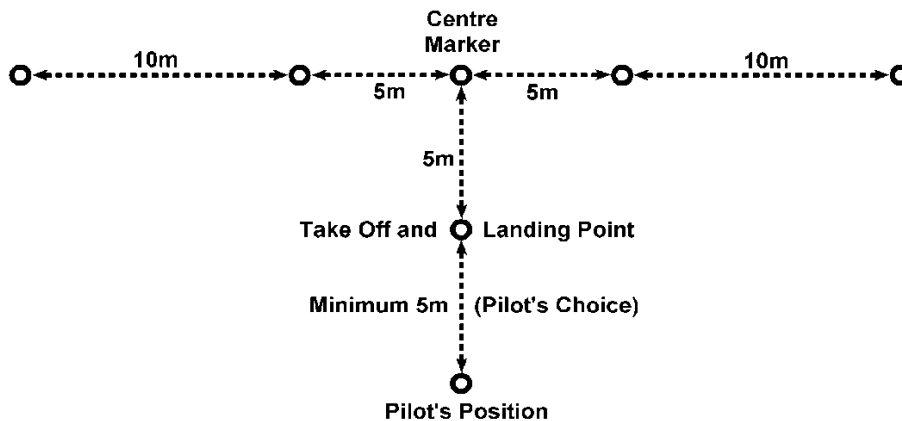 Centre
Marker
10m
10m
5m
5m
5m
Take Off and
Landing Point
Minimum 5m
(Pilot's Choice)
Pilot's Position